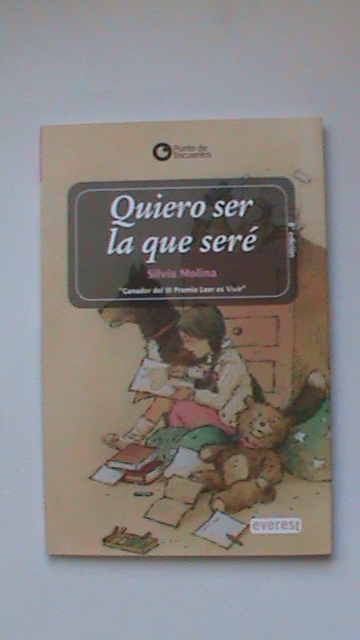 Punto de
Encuentro
Quiero ser
la que seré
Silvia Molina
"Ganador del III Premio Leer es Vivir"
everest